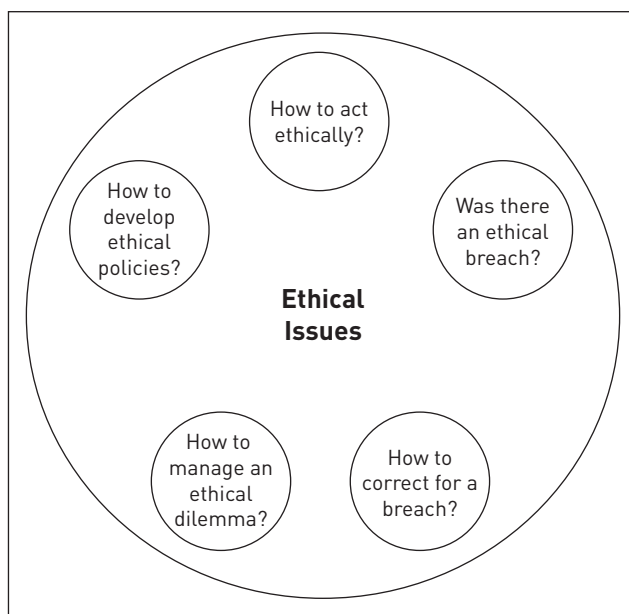 How to act
ethically?
How to
develop
ethical
policies?
Was there
an ethical
breach?
Ethical
Issues
How to
manage an
ethical
dilemma?
How to
correct for a
breach?